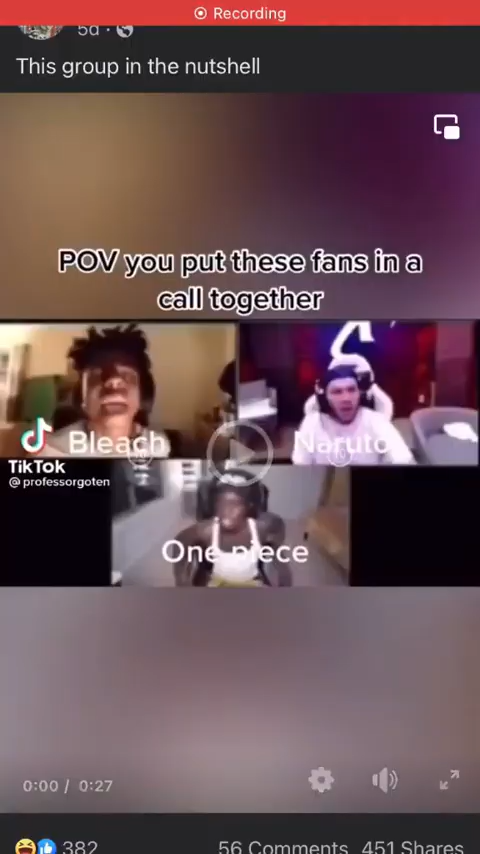 Recording
5d ·
This group in the nutshell
POV you put these fans in a
call together
Bleach
Naruto
TikTok
@professorgoten
One piece
0:00 / 0:27
382
56 Comments 451 Shares